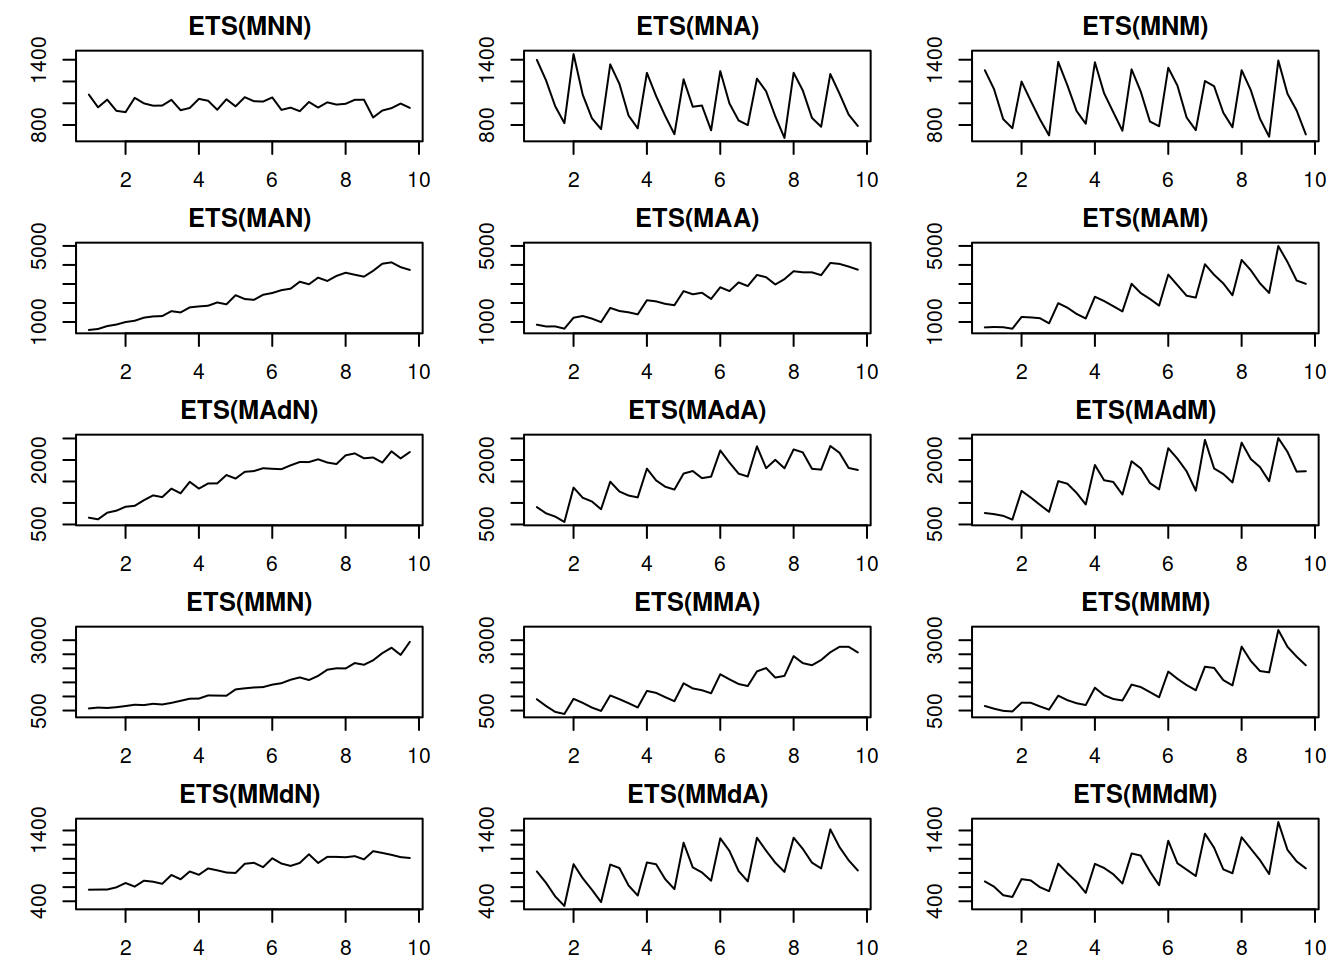 ETS(MNN) ETS(MNA) ETS(MNM)
1400 1400 1400
800 800 800
2 4 6 8 10 2 4 6 8 10 2 4 6 8 10
ETS(MAN) ETS(MAA) ETS(MAM)
5000 5000 5000
1000 1000 1000
2 4 6 8 10 2 4 6 8 10 2 4 6 8 10
ETS(MAdN) ETS(MAdA) ETS(MAdM)
2000 2000 2000
500 500 500
2 4 6 8 10 2 4 6 8 10 2 4 6 8 10
ETS(MMN) ETS(MMA) ETS(MMM)
3000 3000 3000
500 500 500
2 4 6 8 10 2 4 6 8 10 2 4 6 8 10
ETS(MMdN) ETS(MMdA) ETS(MMdM)
1400 1400 1400
400 400 400
2 4 6 8 10 2 4 6 8 10 2 4 6 8 10